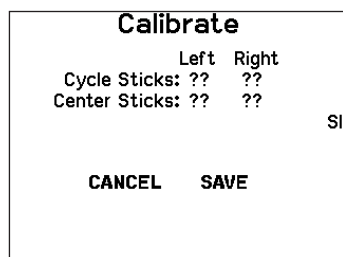 Calibrate
Left Right
Cycle Sticks: ?? ??
Center Sticks: ?? ??
Sl
CANCEL SAVE